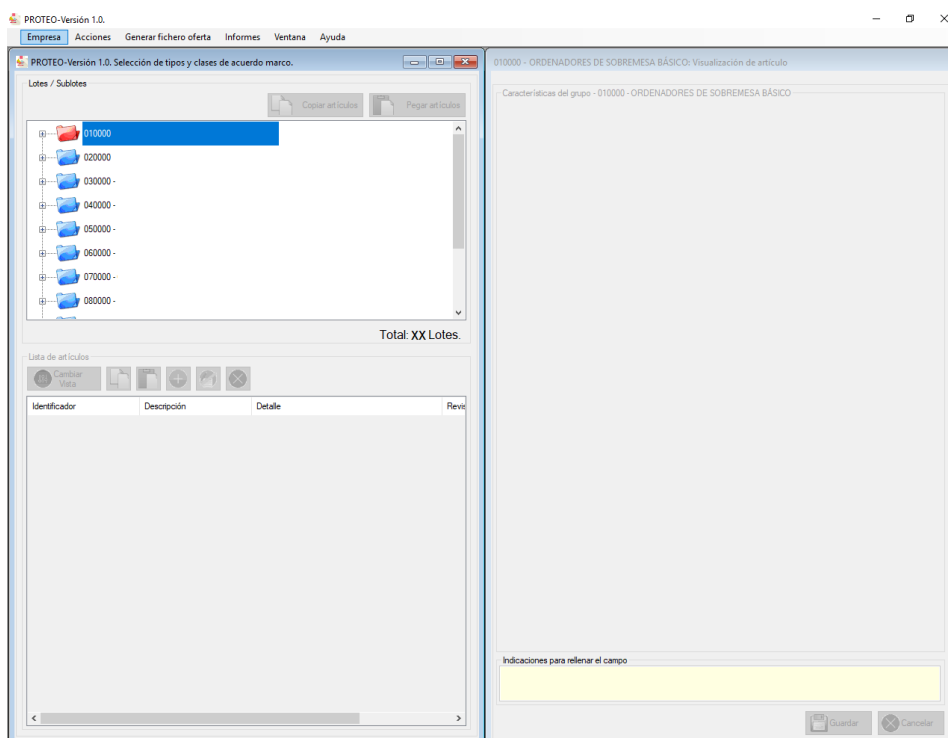 PROTEO-Versión 1.0.
Empresa Acciones Generar fichero oferta Informes Ventana Ayuda
PROTEO-Versión 1.0. Selección de tipos y clases de acuerdo marco.
Lotes / Sublotes
Copiar artículos Pegar artículos
010000
020000
030000 -
040000 -
050000 -
060000 -
070000 -
080000 -
Total: XX Lotes.
Lista de artículos
Cambiar
Vista
Identificador Descripción Detalle Revis
010000 - ORDENADORES DE SOBREMESA BÁSICO: Visualización de artículo
Características del grupo - 010000 - ORDENADORES DE SOBREMESA BÁSICO
Indicaciones para rellenar el campo
Guardar Cancelar